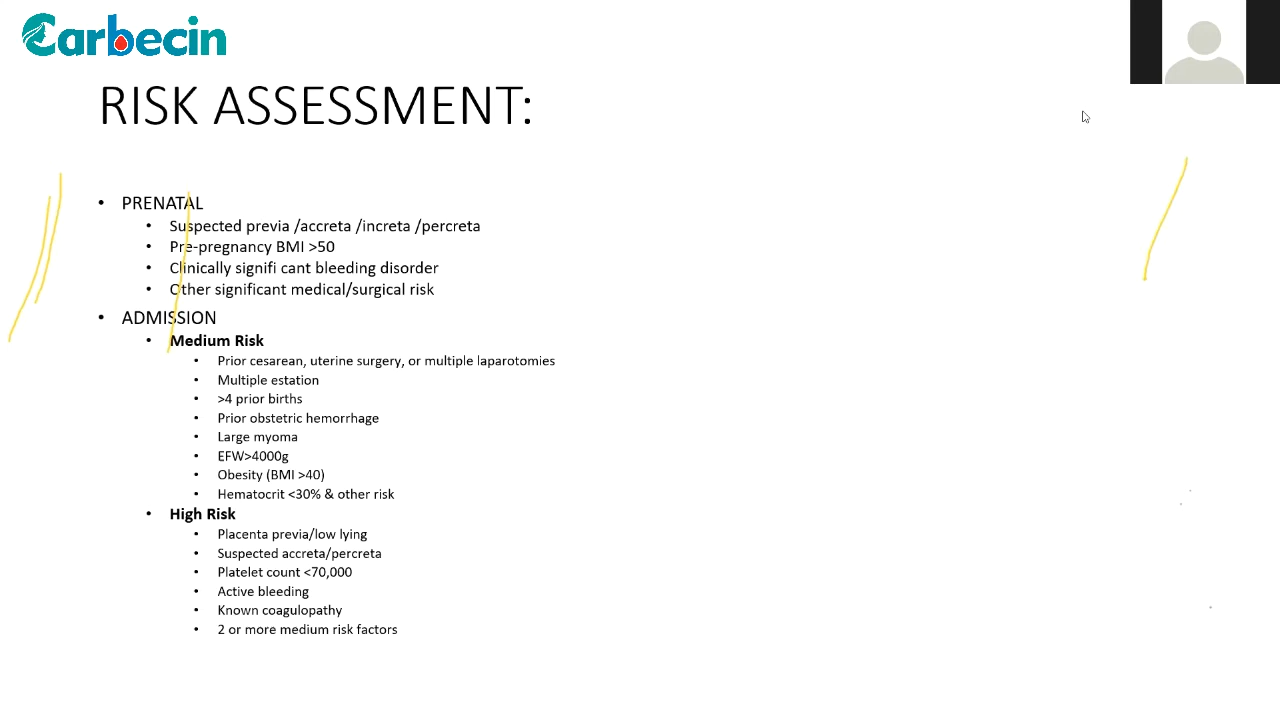 Carbecin
RISK ASSESSMENT:
• PRENATAL
• Suspected previa /accreta /increta /percreta
• Pre-pregnancy BMI >50
• Clinically signifi cant bleeding disorder
• Other significant medical/surgical risk
• ADMISSION
• Medium Risk
• Prior cesarean, uterine surgery, or multiple laparotomies
• Multiple estation
• >4 prior births
• Prior obstetric hemorrhage
• Large myoma
• EFW>4000g
• Obesity (BMI >40)
• Hematocrit <30% & other risk
• High Risk
• Placenta previa/low lying
• Suspected accreta/percreta
• Platelet count <70,000
• Active bleeding
• Known coagulopathy
• 2 or more medium risk factors